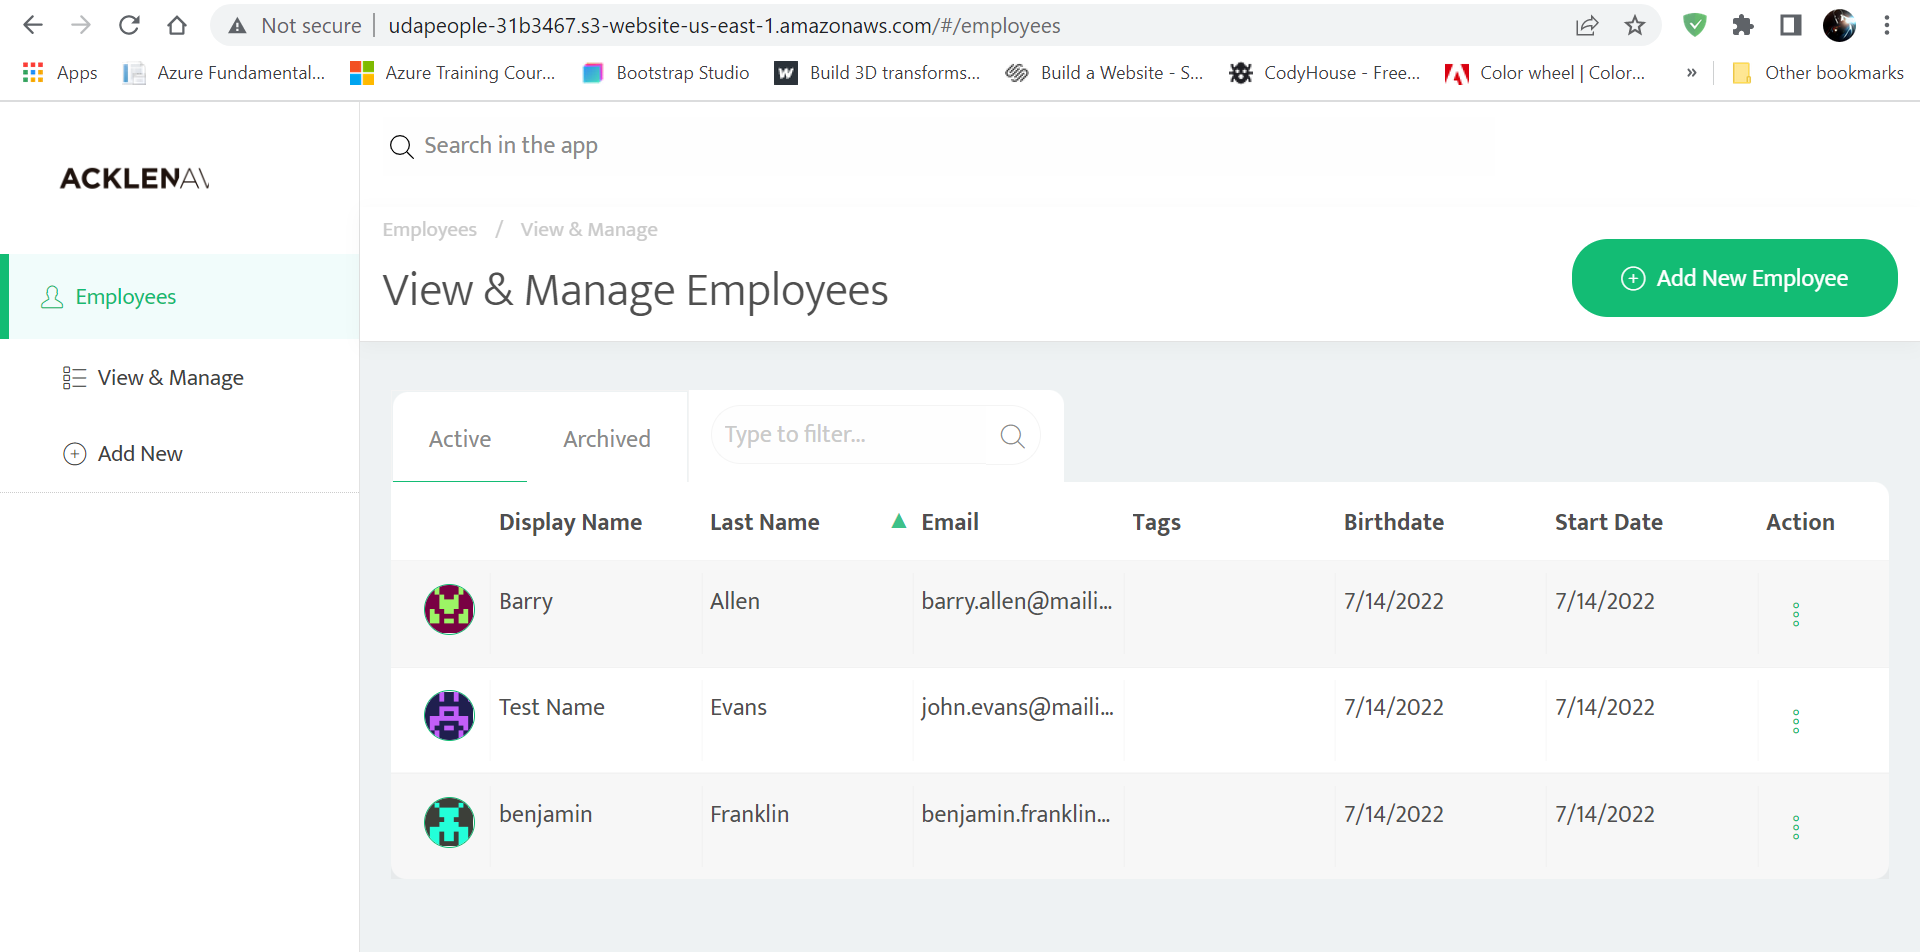 Not secure | udapeople-31b3467.s3-website-us-east-1.amazonaws.com/#/employees
Apps Azure Fundamental... Azure Training Cour... Bootstrap Studio Build 3D transforms... Build a Website - S... CodyHouse - Free... Color wheel | Color... » Other bookmarks
ACKLENAV
Search in the app
Employees / View & Manage
View & Manage Employees
Add New Employee
Employees
View & Manage
Add New
Active Archived Type to filter...
Display Name Last Name ▲ Email Tags Birthdate Start Date Action
Barry Allen barry.allen@maili... 7/14/2022 7/14/2022
Test Name Evans john.evans@maili... 7/14/2022 7/14/2022
benjamin Franklin benjamin.franklin... 7/14/2022 7/14/2022